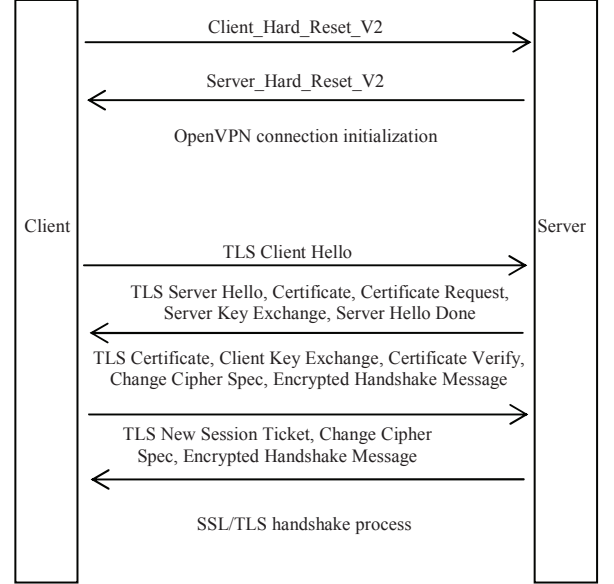 Client_Hard_Reset_V2
Server_Hard_Reset_V2
OpenVPN connection initialization
Client
Server
TLS Client Hello
TLS Server Hello, Certificate, Certificate Request,
Server Key Exchange, Server Hello Done
TLS Certificate, Client Key Exchange, Certificate Verify,
Change Cipher Spec, Encrypted Handshake Message
TLS New Session Ticket, Change Cipher
Spec, Encrypted Handshake Message
SSL/TLS handshake process